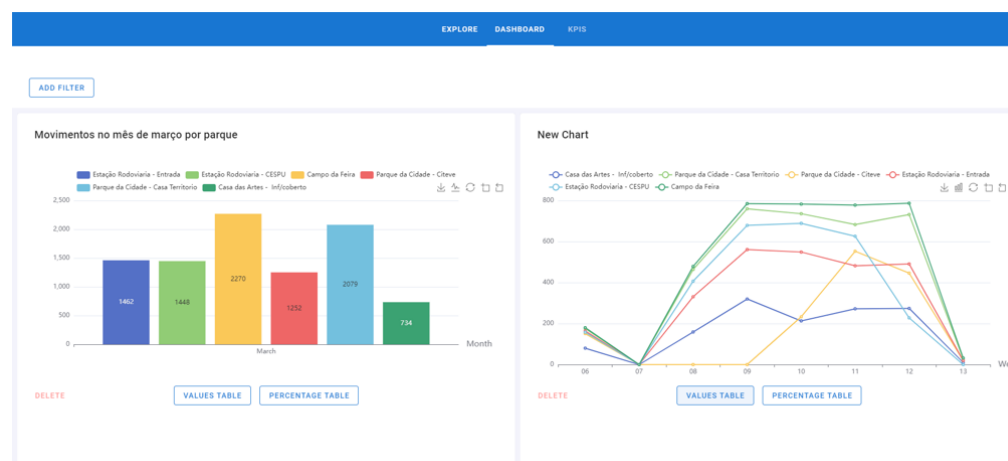 EXPLORE DASHBOARD KPIS
ADD FILTER
Movimentos no mês de março por parque
Estação Rodoviaria - Entrada Estação Rodoviaria - CESPU Campo da Feira Parque da Cidade - Citeve
Parque da Cidade - Casa Territorio Casa das Artes - Inf/coberto
2,500
2,000
1,500
1,000
500
0
1462
1448
2270
1252
2079
734
March
Month
DELETE
VALUES TABLE PERCENTAGE TABLE
New Chart
Casa das Artes - Inf/coberto Parque da Cidade - Casa Territorio Parque da Cidade - Citeve Estação Rodoviaria - Entrada
Estação Rodoviaria - CESPU Campo da Feira
800
600
400
200
0
06 07 08 09 10 11 12 13
We
DELETE
VALUES TABLE PERCENTAGE TABLE